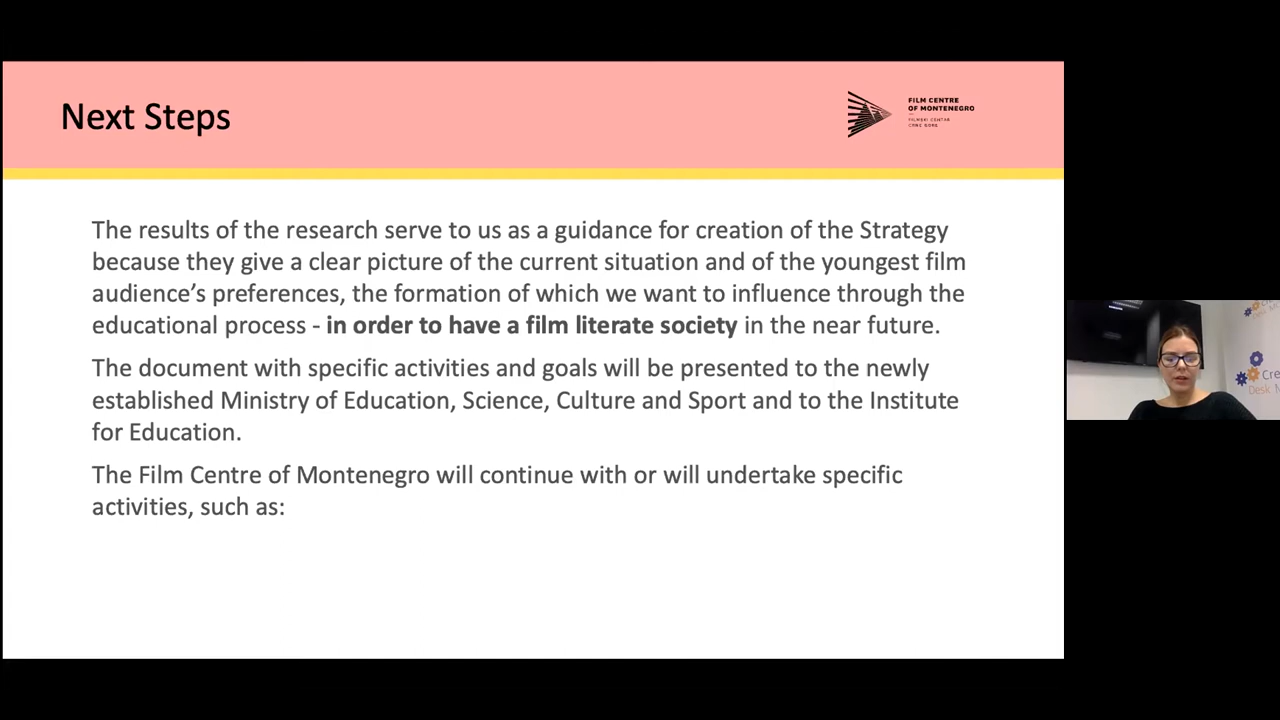 Next Steps
FILM CENTRE
OF MONTENEGRO
FILMSKI CENTAR
CRNE GORE
The results of the research serve to us as a guidance for creation of the Strategy
because they give a clear picture of the current situation and of the youngest film
audience’s preferences, the formation of which we want to influence through the
educational process - in order to have a film literate society in the near future.
The document with specific activities and goals will be presented to the newly
established Ministry of Education, Science, Culture and Sport and to the Institute
for Education.
The Film Centre of Montenegro will continue with or will undertake specific
activities, such as:
Cre
Desk